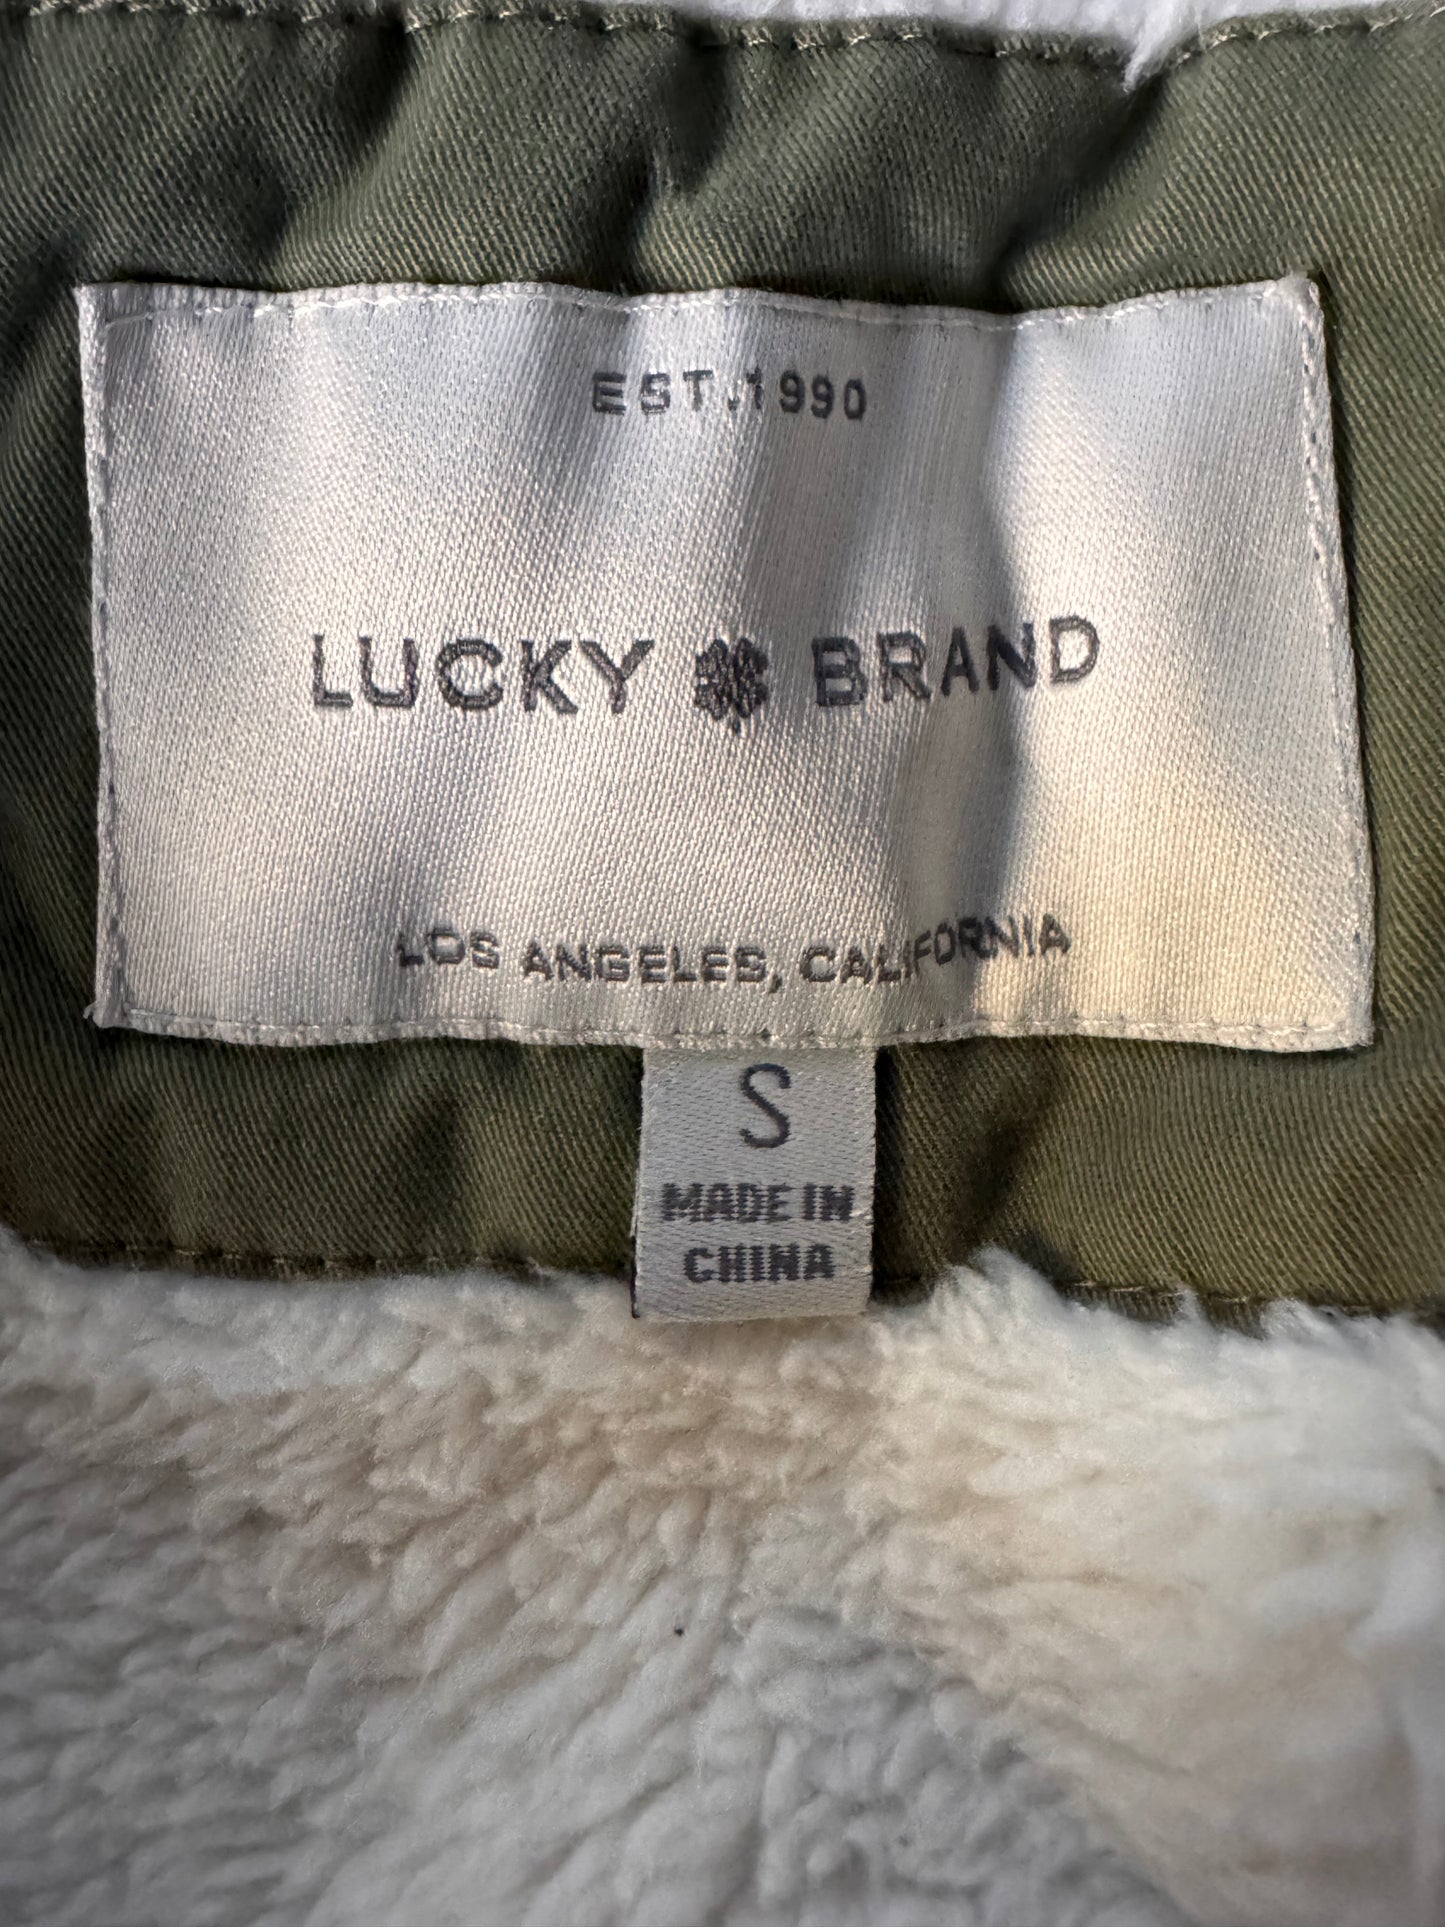 EST.1990
LUCKY BRAND
LOS ANGELES, CALIFORNIA
S
MADE IN
CHINA